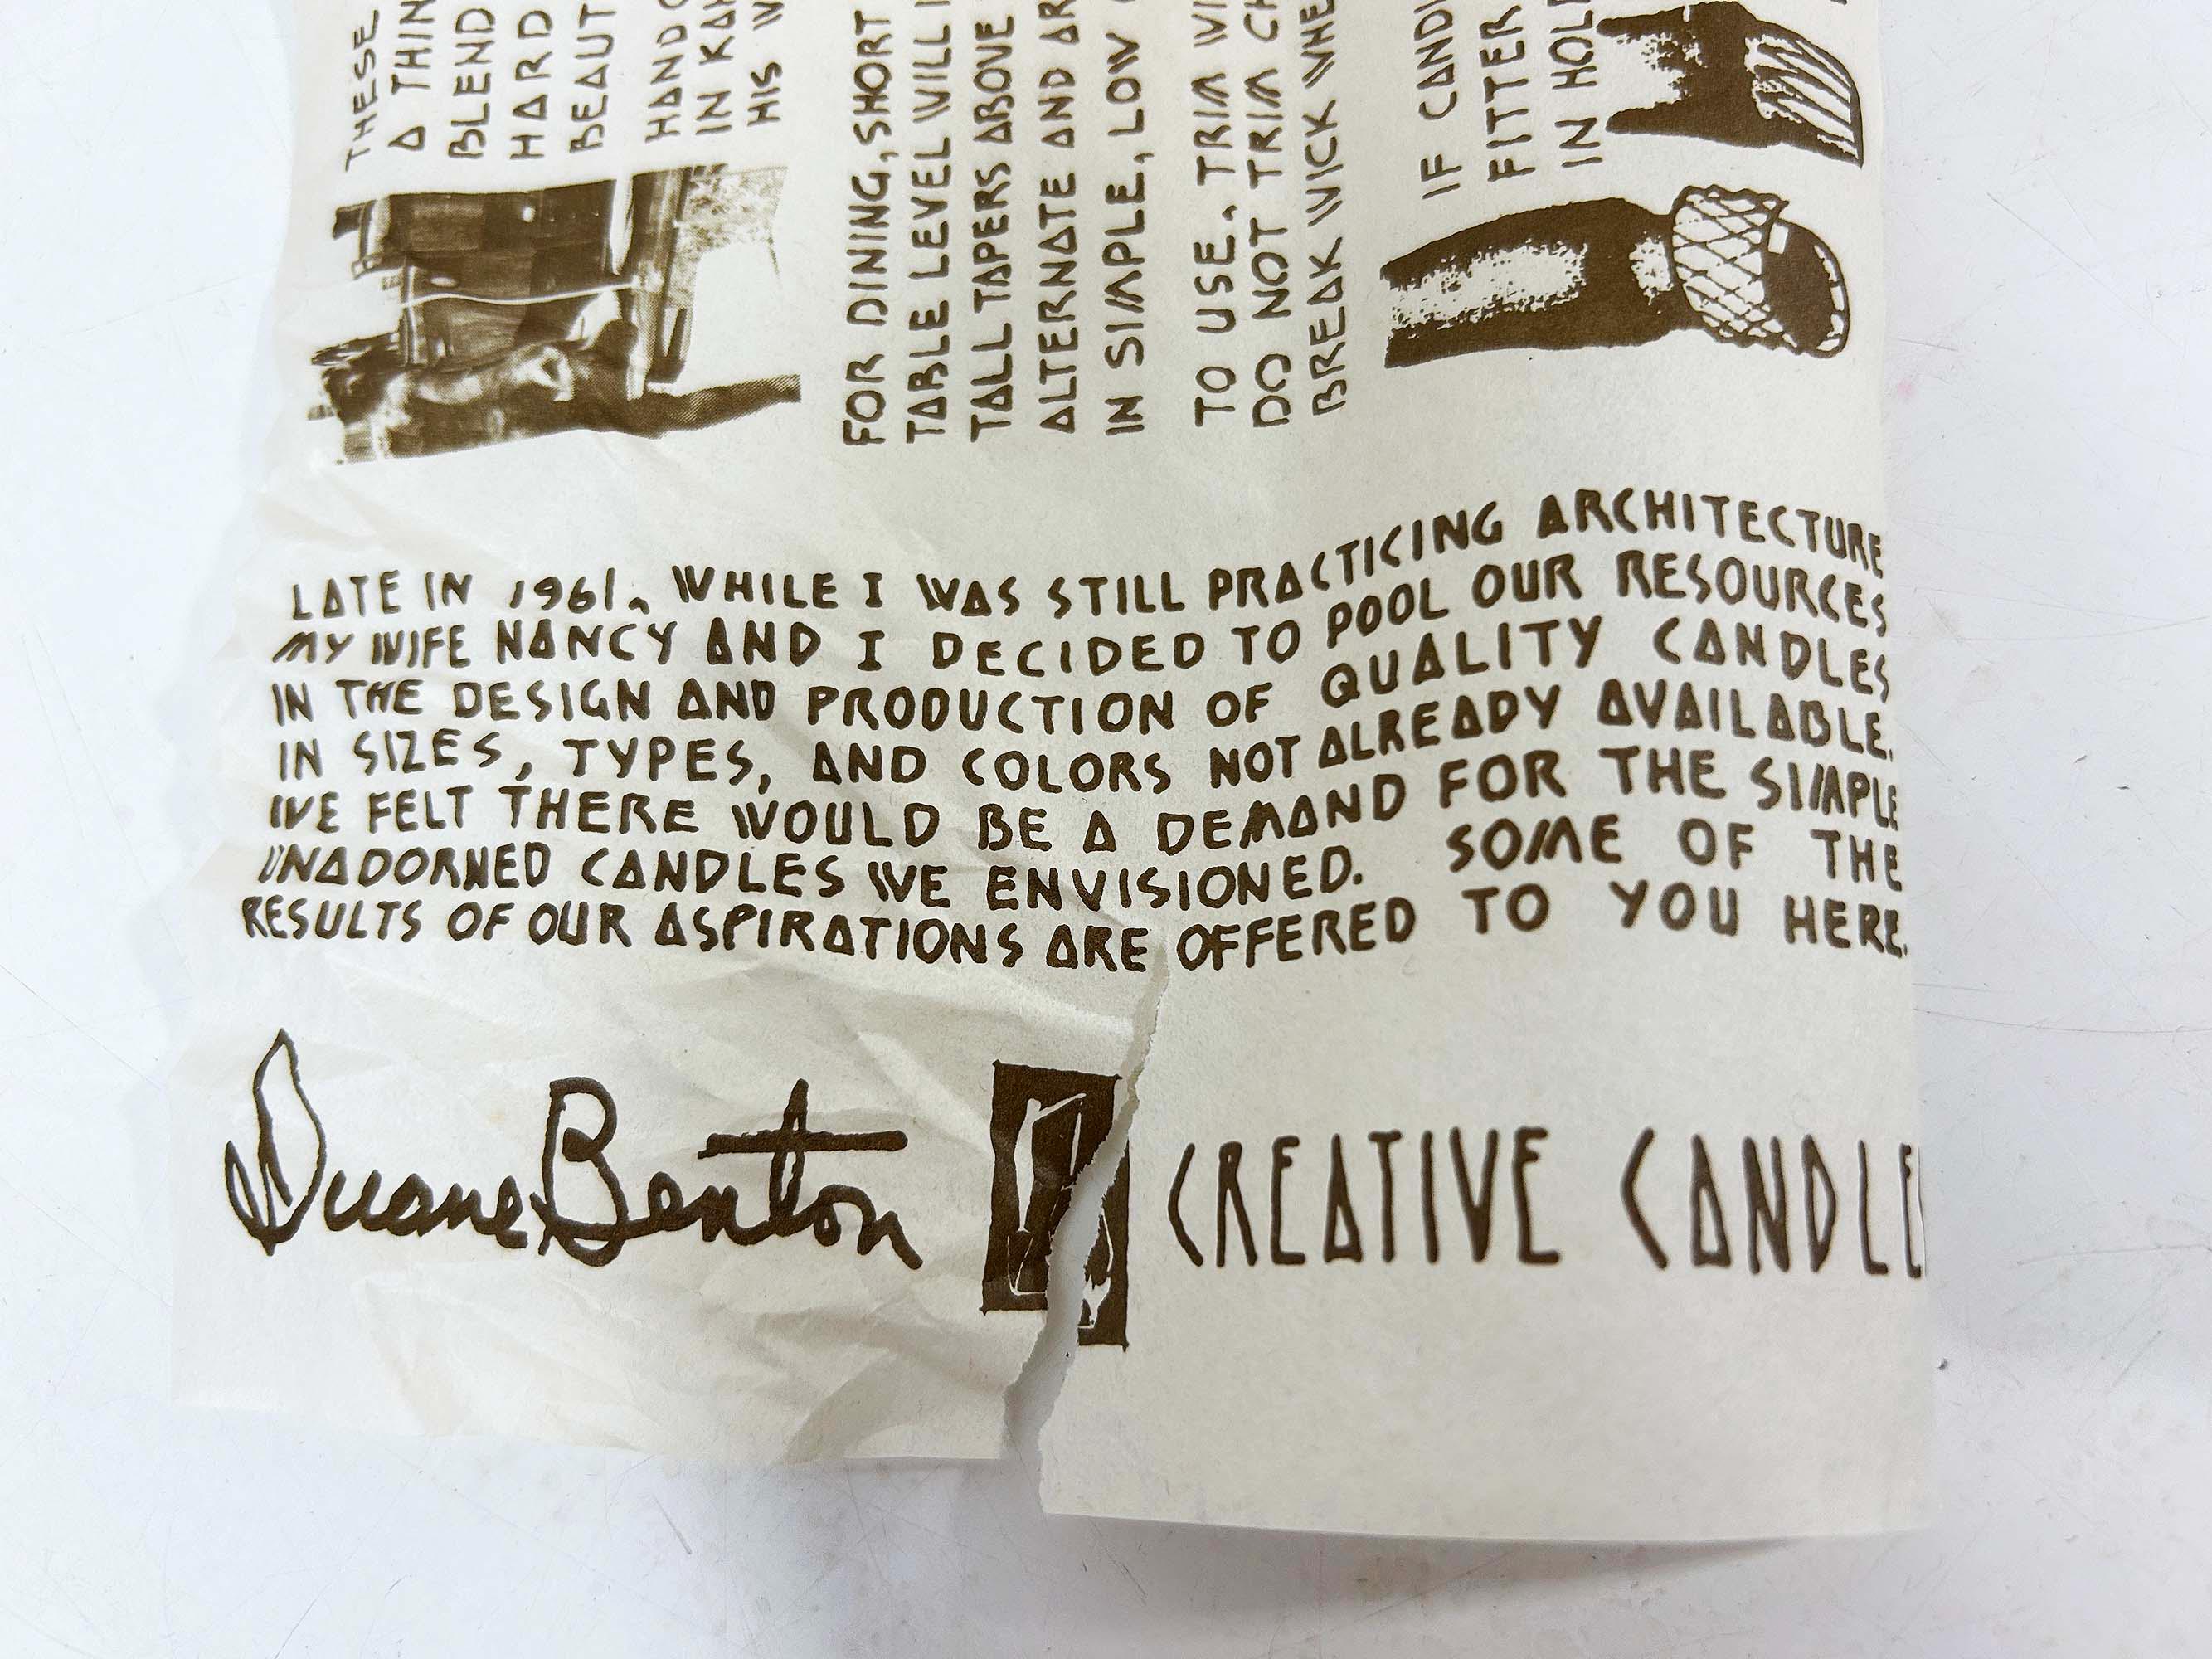 THESE
A THIN
BLEND
HARD
BEAUT
HANDC
IN KA
HIS W
FOR DINING, SHORT
TABLE LEVEL WILL
TALL TAPERS ABOVE
ALTERNATE AND AR
IN SIMPLE, LOW
TO USE. TRIM WI
DO NOT TRIM CH
BREAK WICK WHE
IF CAND
FITTER
IN HOL
LATE IN 1961, WHILE I WAS STILL PRACTICING ARCHITECTURE
MY WIFE NANCY AND I DECIDED TO POOL OUR RESOURCES
IN THE DESIGN AND PRODUCTION OF QUALITY CANDLES
IN SIZES, TYPES, AND COLORS NOT ALREADY AVAILABLE.
WE FELT THERE WOULD BE A DEMAND FOR THE SIMPLE
UNADORNED CANDLES WE ENVISIONED. SOME OF THE
RESULTS OF OUR ASPIRATIONS ARE OFFERED TO YOU HERE.
Duane Benton
CREATIVE CANDLE